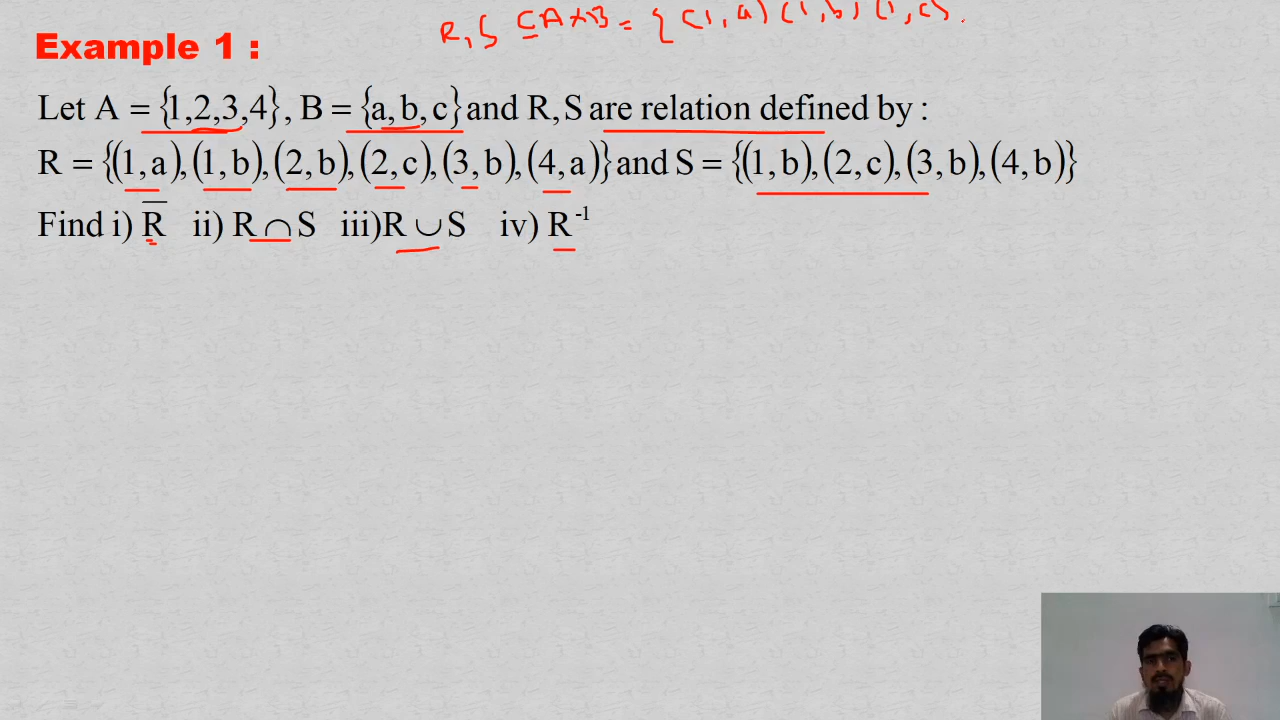 R, S ⊆ A×B = { (1, a) (1, b) (1, c) .
Example 1 :
Let A = {1,2,3,4} , B = {a, b, c} and R,S are relation defined by :
R = {(1, a), (1, b), (2, b), (2, c), (3, b), (4, a)} and S = {(1, b), (2, c), (3, b), (4, b)}
Find i) R̅ ii) R ∩ S iii)R ∪ S iv) R⁻¹